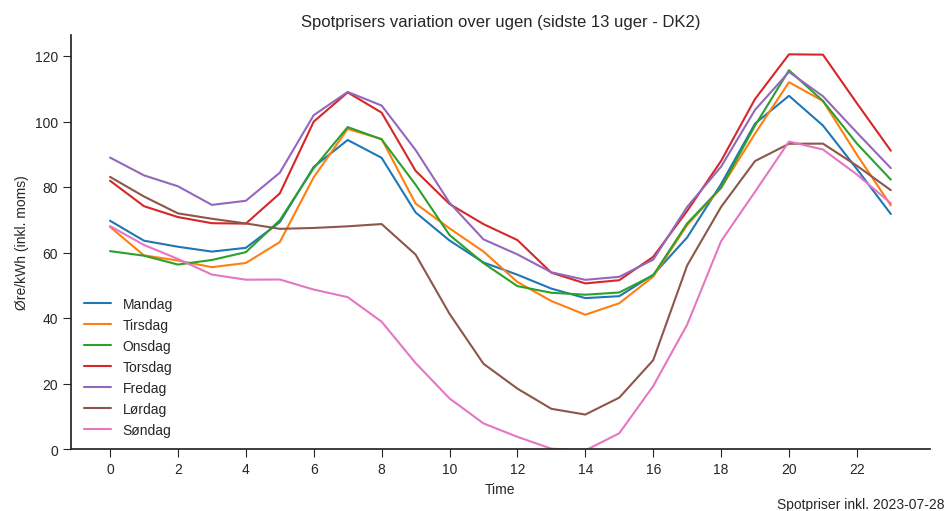 Spotprisers variation over ugen (sidste 13 uger - DK2)
Øre/kWh (inkl. moms)
120
100
80
60
40
20
0
Mandag
Tirsdag
Onsdag
Torsdag
Fredag
Lørdag
Søndag
0 2 4 6 8 10 12 14 16 18 20 22
Time
Spotpriser inkl. 2023-07-28